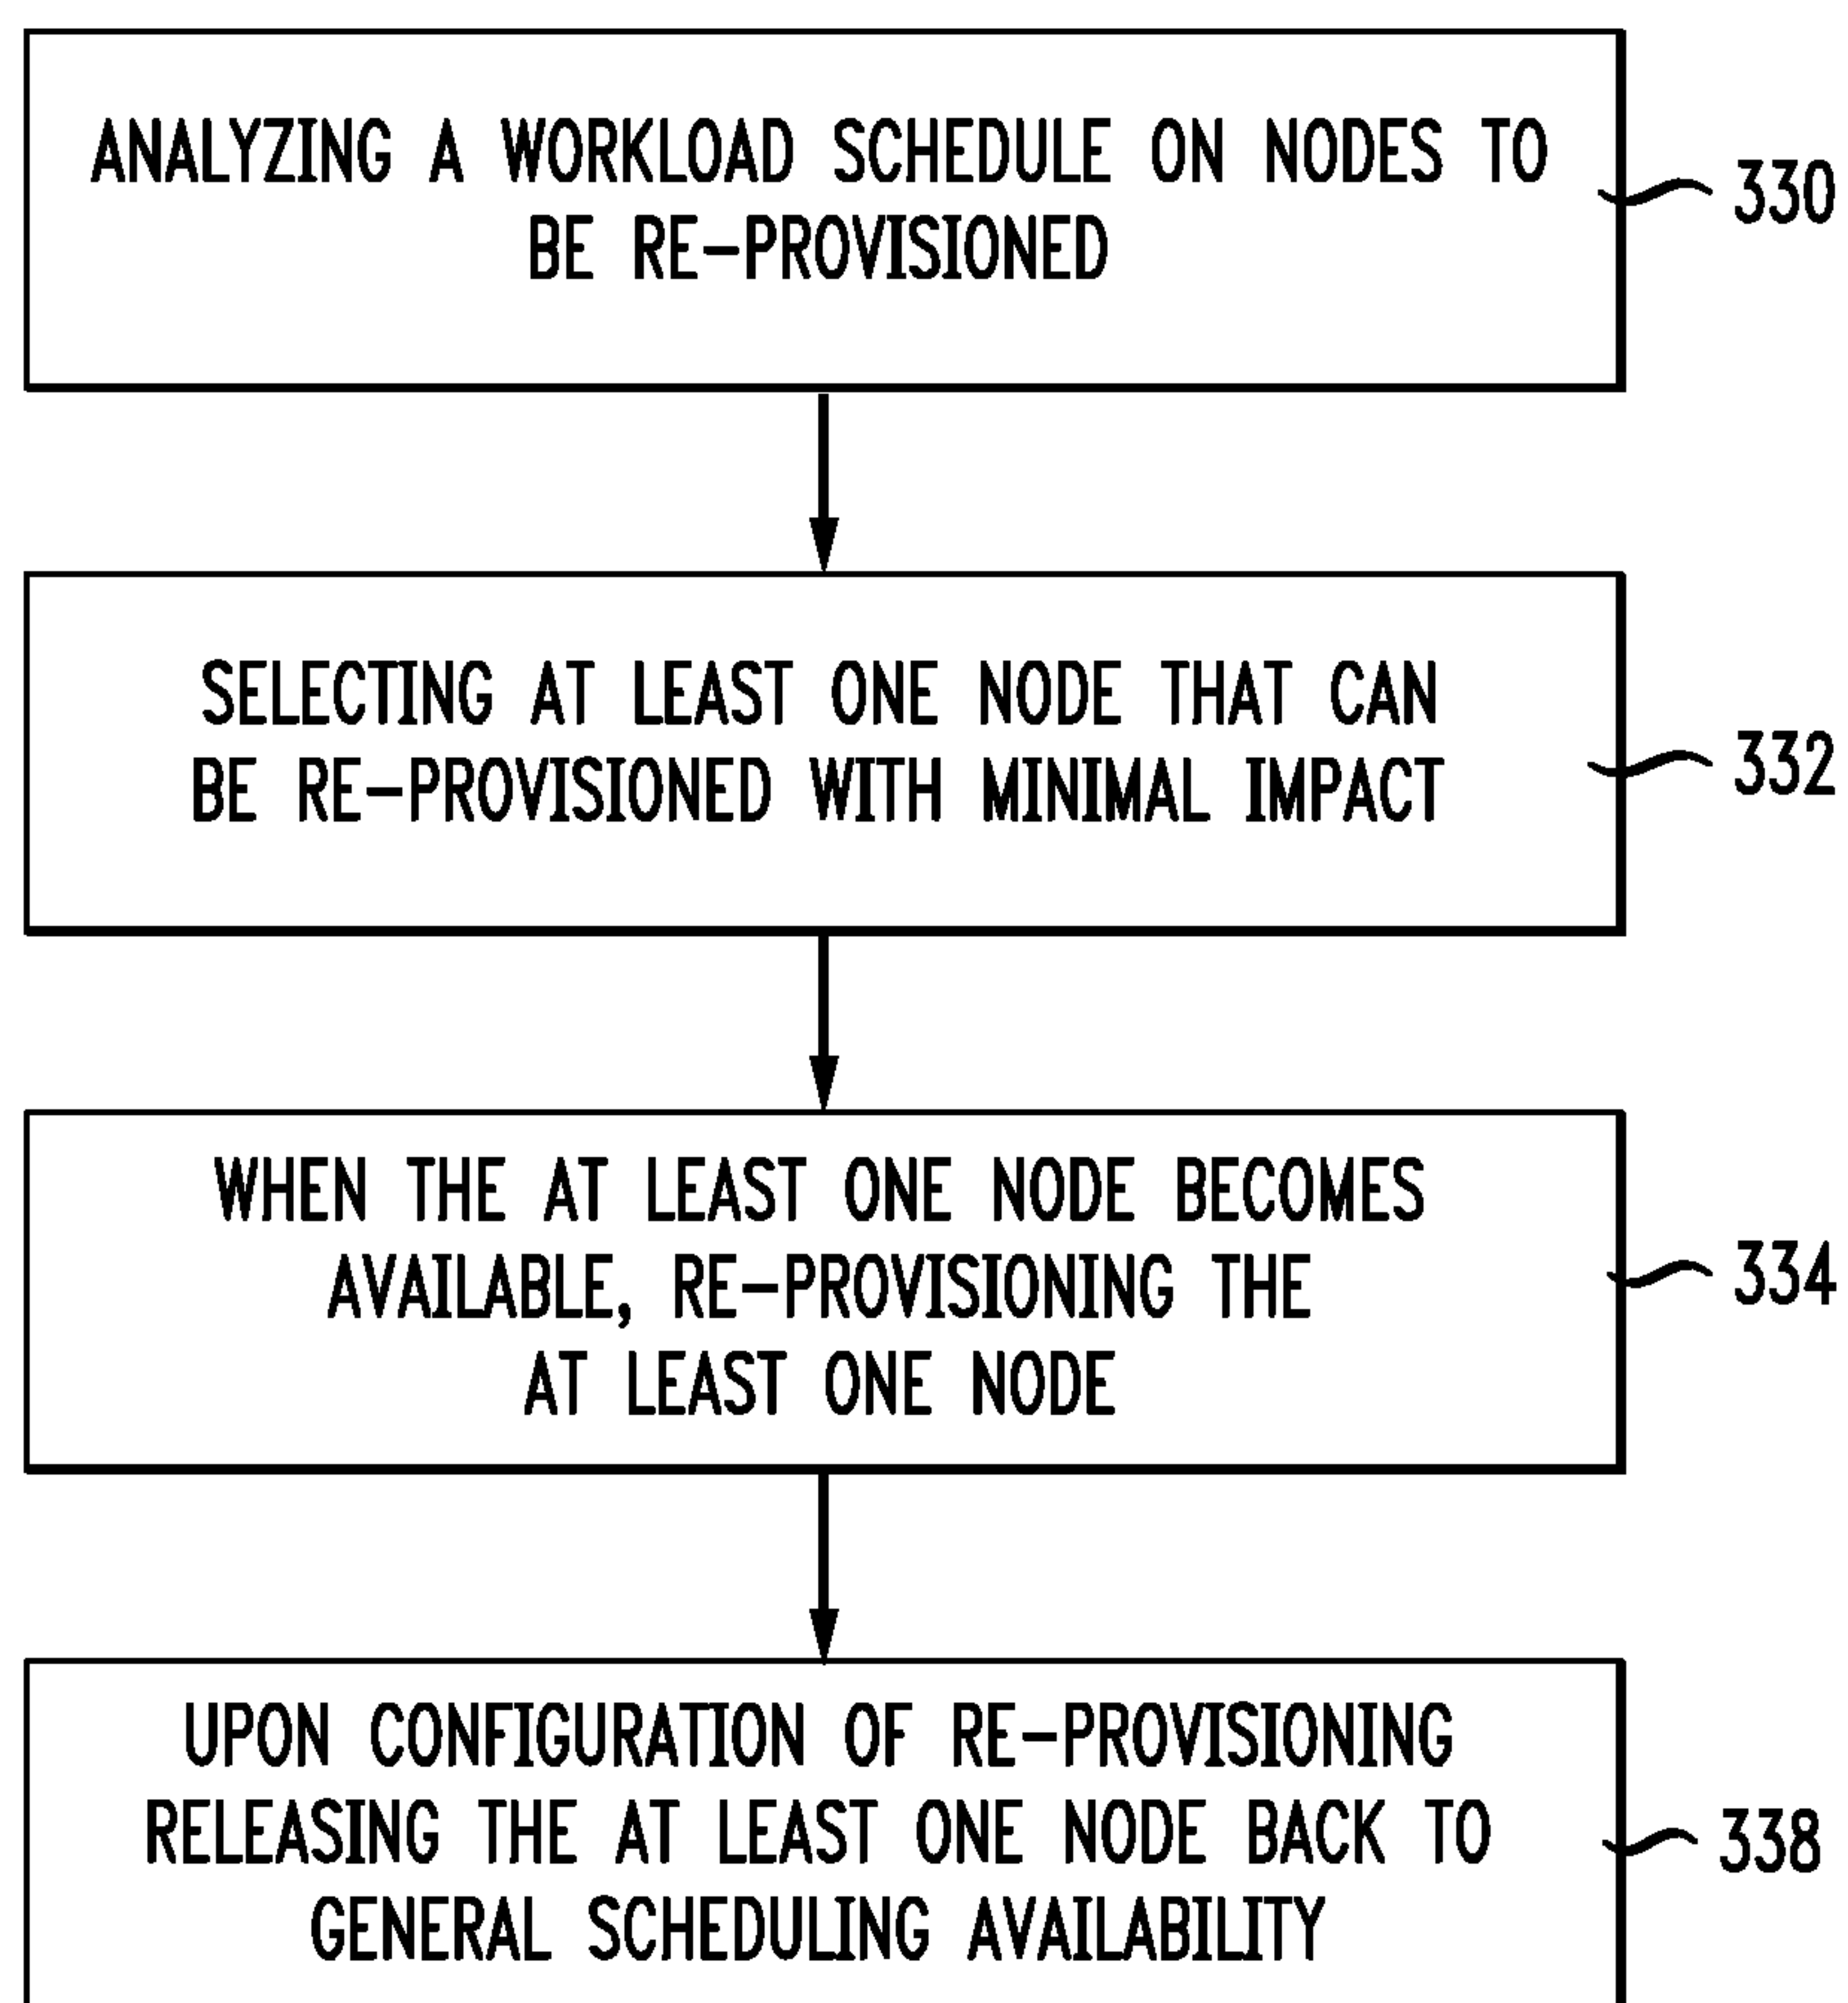 ANALYZING A WORKLOAD SCHEDULE ON NODES TO
BE RE-PROVISIONED
330
SELECTING AT LEAST ONE NODE THAT CAN
BE RE-PROVISIONED WITH MINIMAL IMPACT
332
WHEN THE AT LEAST ONE NODE BECOMES
AVAILABLE, RE-PROVISIONING THE
AT LEAST ONE NODE
334
UPON CONFIGURATION OF RE-PROVISIONING
RELEASING THE AT LEAST ONE NODE BACK TO
GENERAL SCHEDULING AVAILABILITY
338